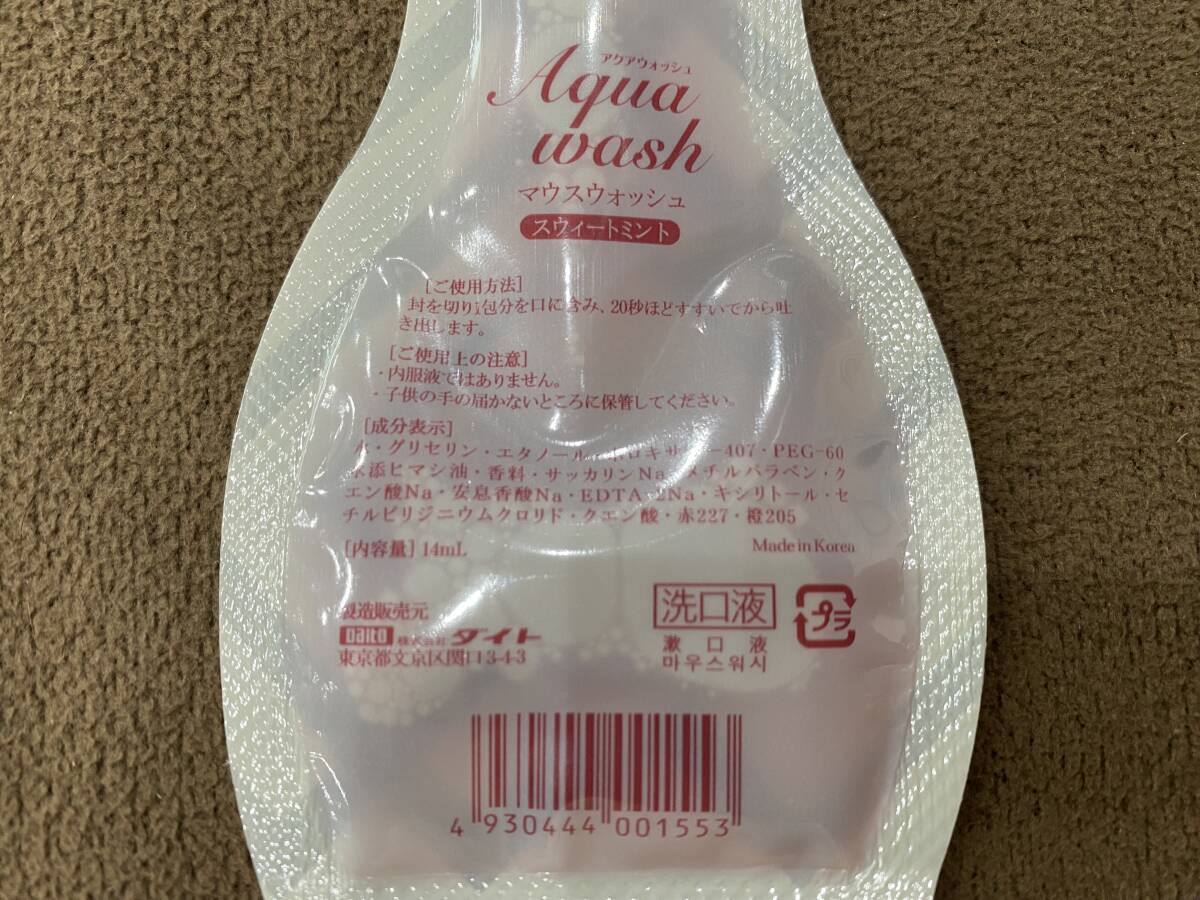 アクアウォッシュ
Aqua
wash
マウスウォッシュ
スウィートミント
[ご使用方法]
封を切り1包分を口に含み、20秒ほどすすいでから吐
き出します。
[ご使用上の注意]
・内服液ではありません。
・子供の手の届かないところに保管してください。
[成分表示]
水・グリセリン・エタノール・ポロキサマー407・PEG-60
水添ヒマシ油・香料・サッカリンNa・メチルパラベン・ク
エン酸Na・安息香酸Na・EDTA-2Na・キシリトール・セ
チルピリジニウムクロリド・クエン酸・赤227・橙205
[内容量] 14mL
Made in Korea
製造販売元
Daito 株式会社 ダイト
東京都文京区関口3-4-3
洗口液
漱口液
마우스워시
プラ
4 930444 001553